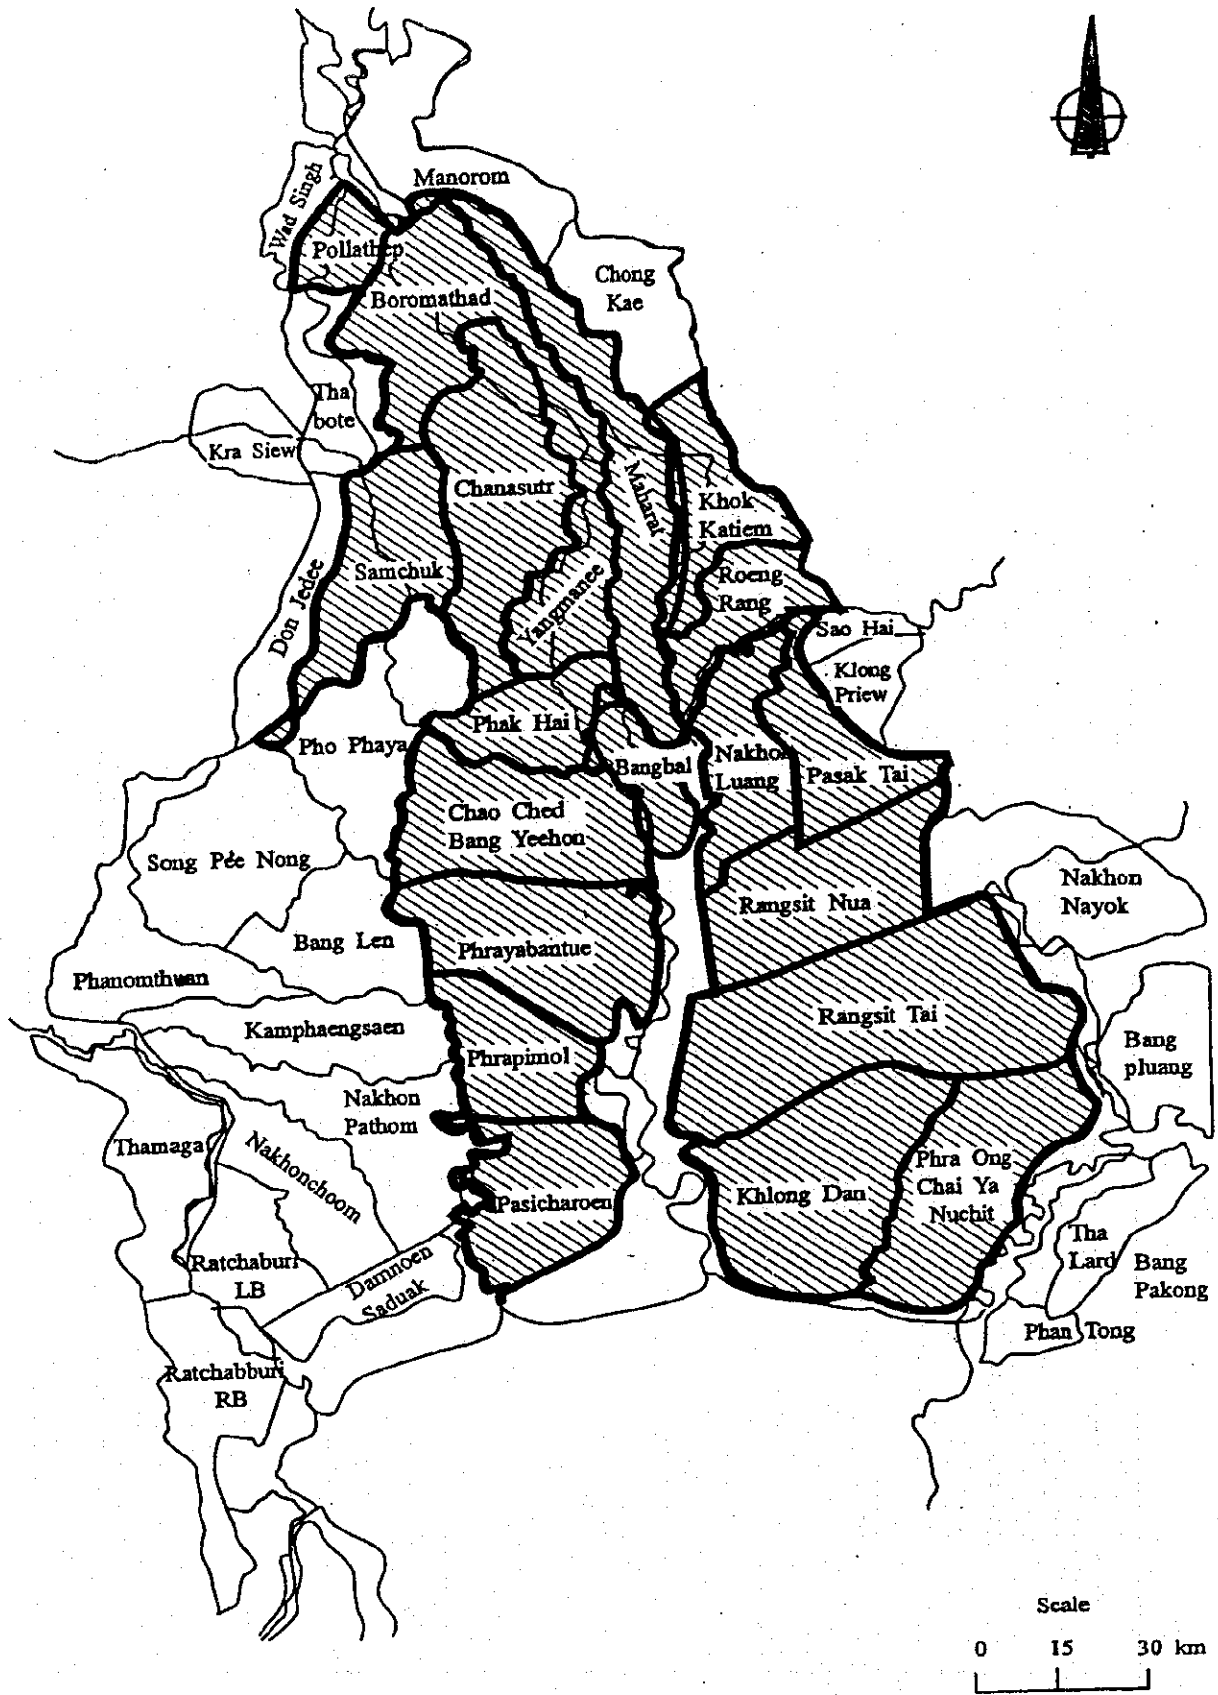 Manorom
Wad Singh
Pollathep
Chong
Kae
Boromathad
Tha
bote
Kra Siew
Chanasutr
Maharat
Khok
Katiem
Samchuk
Roeng
Rang
Yangmanee
Don Jedee
Sao Hai
Klong
Priew
Phak Hai
Pho Phaya
Bangbal
Nakho
Luang
Pasak Tai
Chao Ched
Bang Yeehon
Song Pee Nong
Nakhon
Nayok
Rangsit Nua
Bang Len
Phrayabantue
Phanomthuan
Rangsit Tai
Kamphaengsaen
Bang
pluang
Phrapimol
Nakhon
Pathom
Thamaga
Nakhonchoom
Phra Ong
Chai Ya
Nuchit
Khlong Dan
Pasicharoen
Tha
Lard
Bang
Pakong
Ratchaburi
LB
Damnoen
Saduak
Phan Tong
Ratchabburi
RB
Scale
0 15 30 km